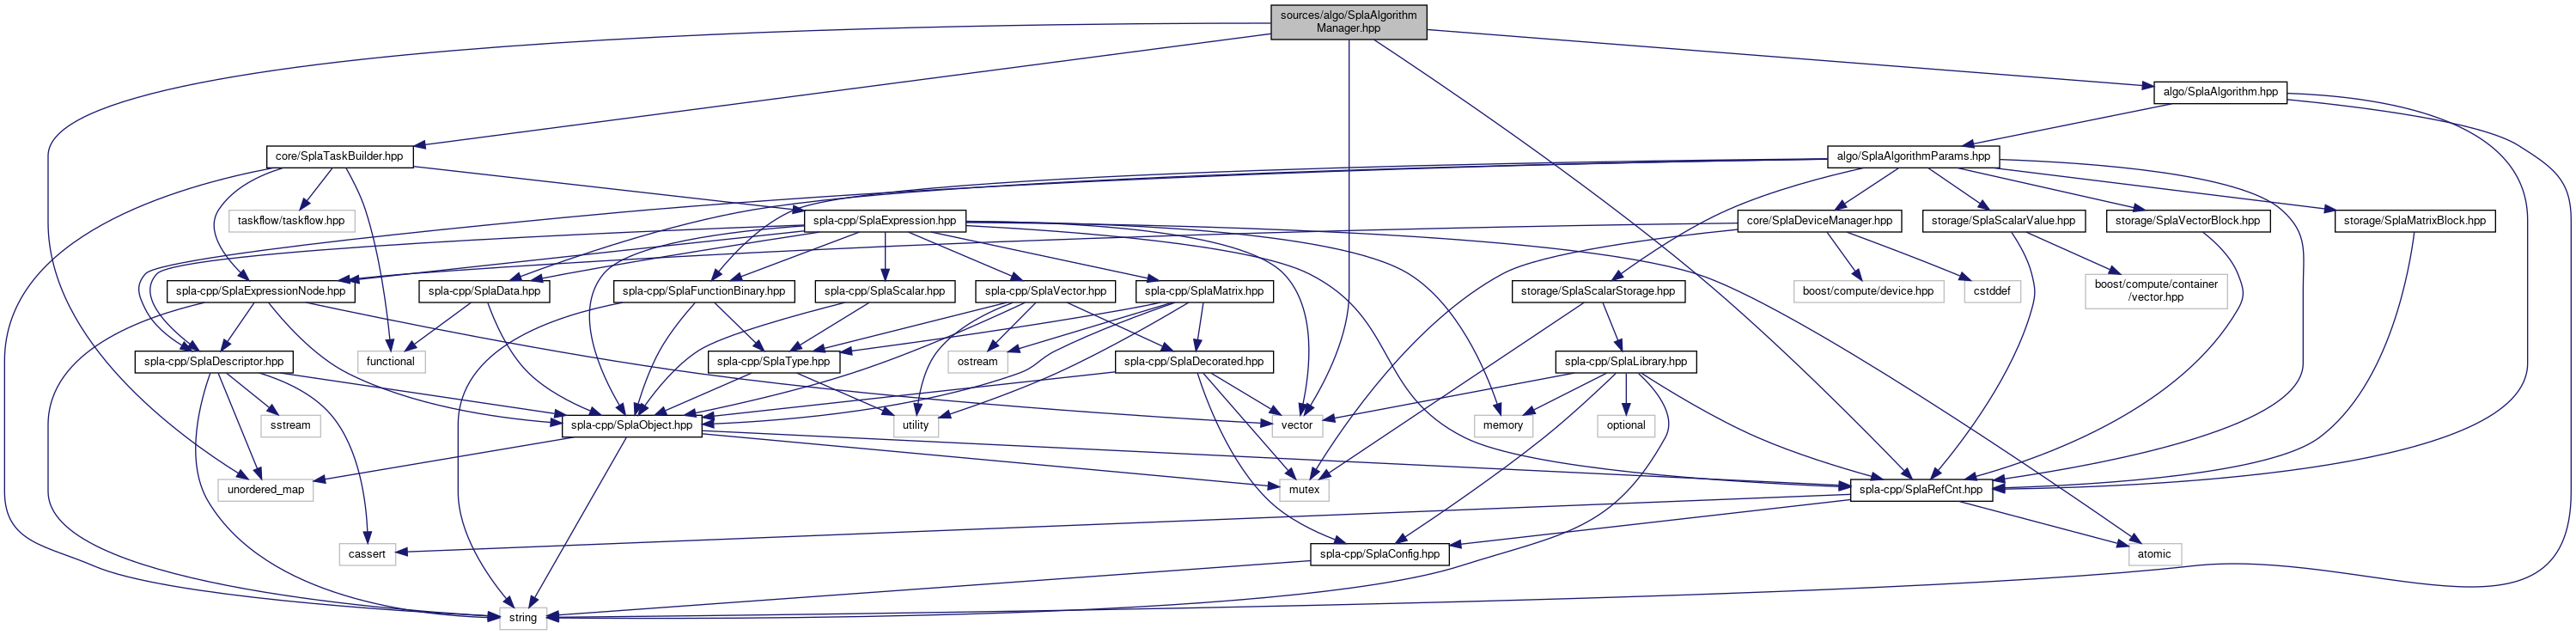 sources/algo/SplaAlgorithm
Manager.hpp
algo/SplaAlgorithm.hpp
core/SplaTaskBuilder.hpp
algo/SplaAlgorithmParams.hpp
taskflow/taskflow.hpp
spla-cpp/SplaExpression.hpp
core/SplaDeviceManager.hpp
storage/SplaScalarValue.hpp
storage/SplaVectorBlock.hpp
storage/SplaMatrixBlock.hpp
spla-cpp/SplaExpressionNode.hpp
spla-cpp/SplaData.hpp
spla-cpp/SplaFunctionBinary.hpp
spla-cpp/SplaScalar.hpp
spla-cpp/SplaVector.hpp
spla-cpp/SplaMatrix.hpp
storage/SplaScalarStorage.hpp
boost/compute/device.hpp
cstddef
boost/compute/container
/vector.hpp
spla-cpp/SplaDescriptor.hpp
functional
spla-cpp/SplaType.hpp
ostream
spla-cpp/SplaDecorated.hpp
spla-cpp/SplaLibrary.hpp
sstream
spla-cpp/SplaObject.hpp
utility
vector
memory
optional
unordered_map
mutex
spla-cpp/SplaRefCnt.hpp
cassert
spla-cpp/SplaConfig.hpp
atomic
string